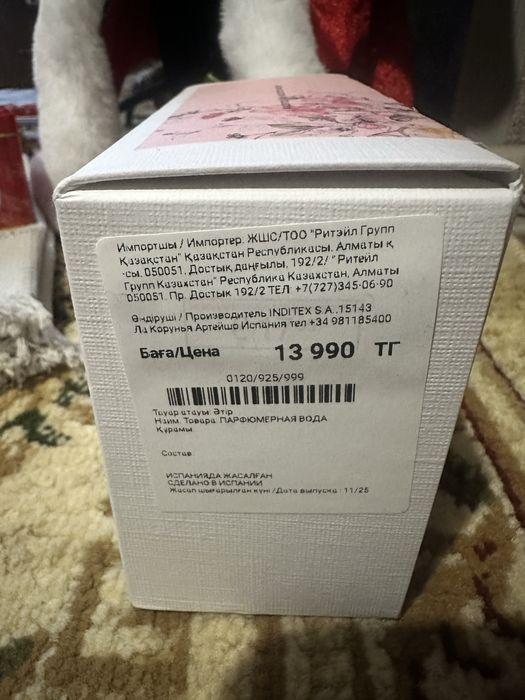 Импортшы / Импортер: ЖШС/ТОО "Ритэйл Групп
Қазақстан" Қазақстан Республикасы, Алматы қ
-сы, 050051, Достық даңғылы, 192/2/ "Ритейл
Групп Казахстан" Республика Казахстан, Алматы
050051. Пр. Достык 192/2 ТЕЛ: +7(727)345-06-90
Өндіруші / Производитель INDITEX S.A.,15143
Ла Корунья Артейшо Испания тел +34 981185400
Баға/Цена 13 990 ТГ
0120/925/999
Тауар атауы: Әтір
Наим. Товара: ПАРФЮМЕРНАЯ ВОДА
Құрамы
Состав
ИСПАНИЯДА ЖАСАЛҒАН
СДЕЛАНО В ИСПАНИИ
Жасап шығарылған күні /Дата выпуска : 11/25